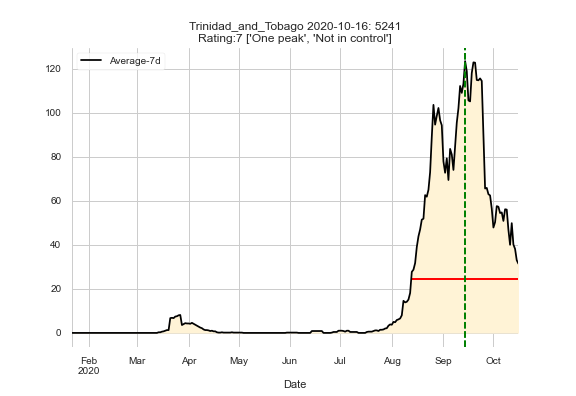 Trinidad_and_Tobago 2020-10-16: 5241
Rating:7 ['One peak', 'Not in control']
Average-7d
120
100
80
60
40
20
0
Feb Mar Apr May Jun Jul Aug Sep Oct
2020
Date